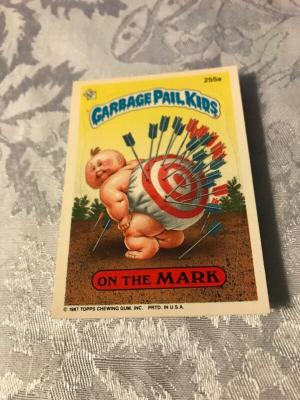 255a
GARBAGE PAIL KIDS
ON THE MARK
© 1987 TOPPS CHEWING GUM, INC. PRTD. IN U.S.A.